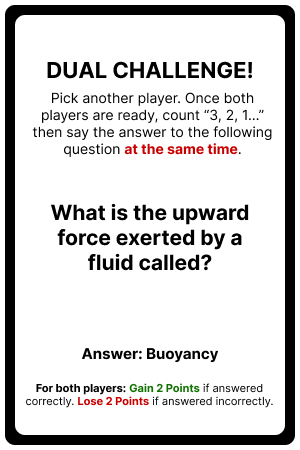 DUAL CHALLENGE!
Pick another player. Once both
players are ready, count “3, 2, 1...”
then say the answer to the following
question at the same time.
What is the upward
force exerted by a
fluid called?
Answer: Buoyancy
For both players: Gain 2 Points if answered
correctly. Lose 2 Points if answered incorrectly.